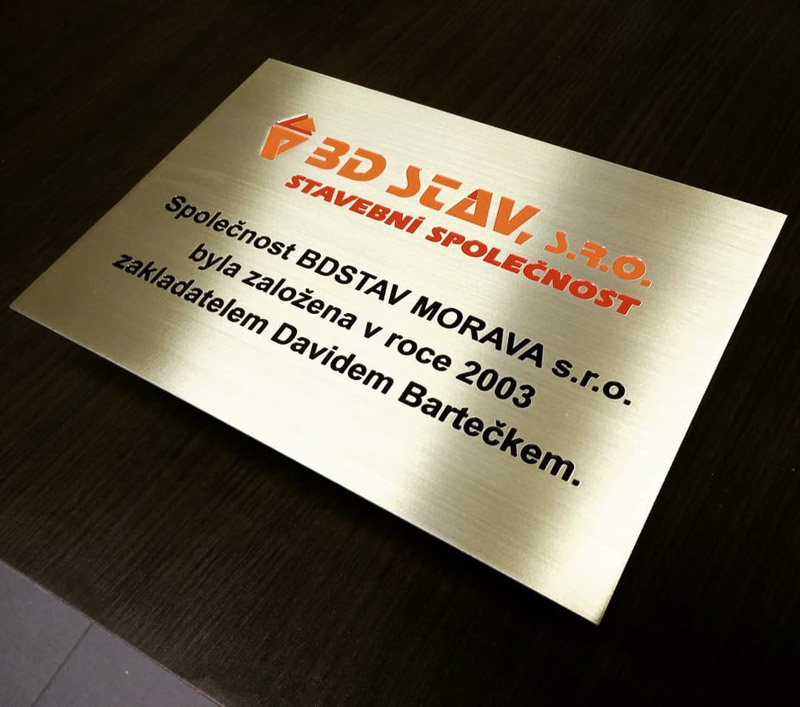 BD STAV, S.R.O.
STAVEBNÍ SPOLEČNOST
Společnost BDSTAV MORAVA s.r.o.
byla založena v roce 2003
zakladatelem Davidem Bartečkem.